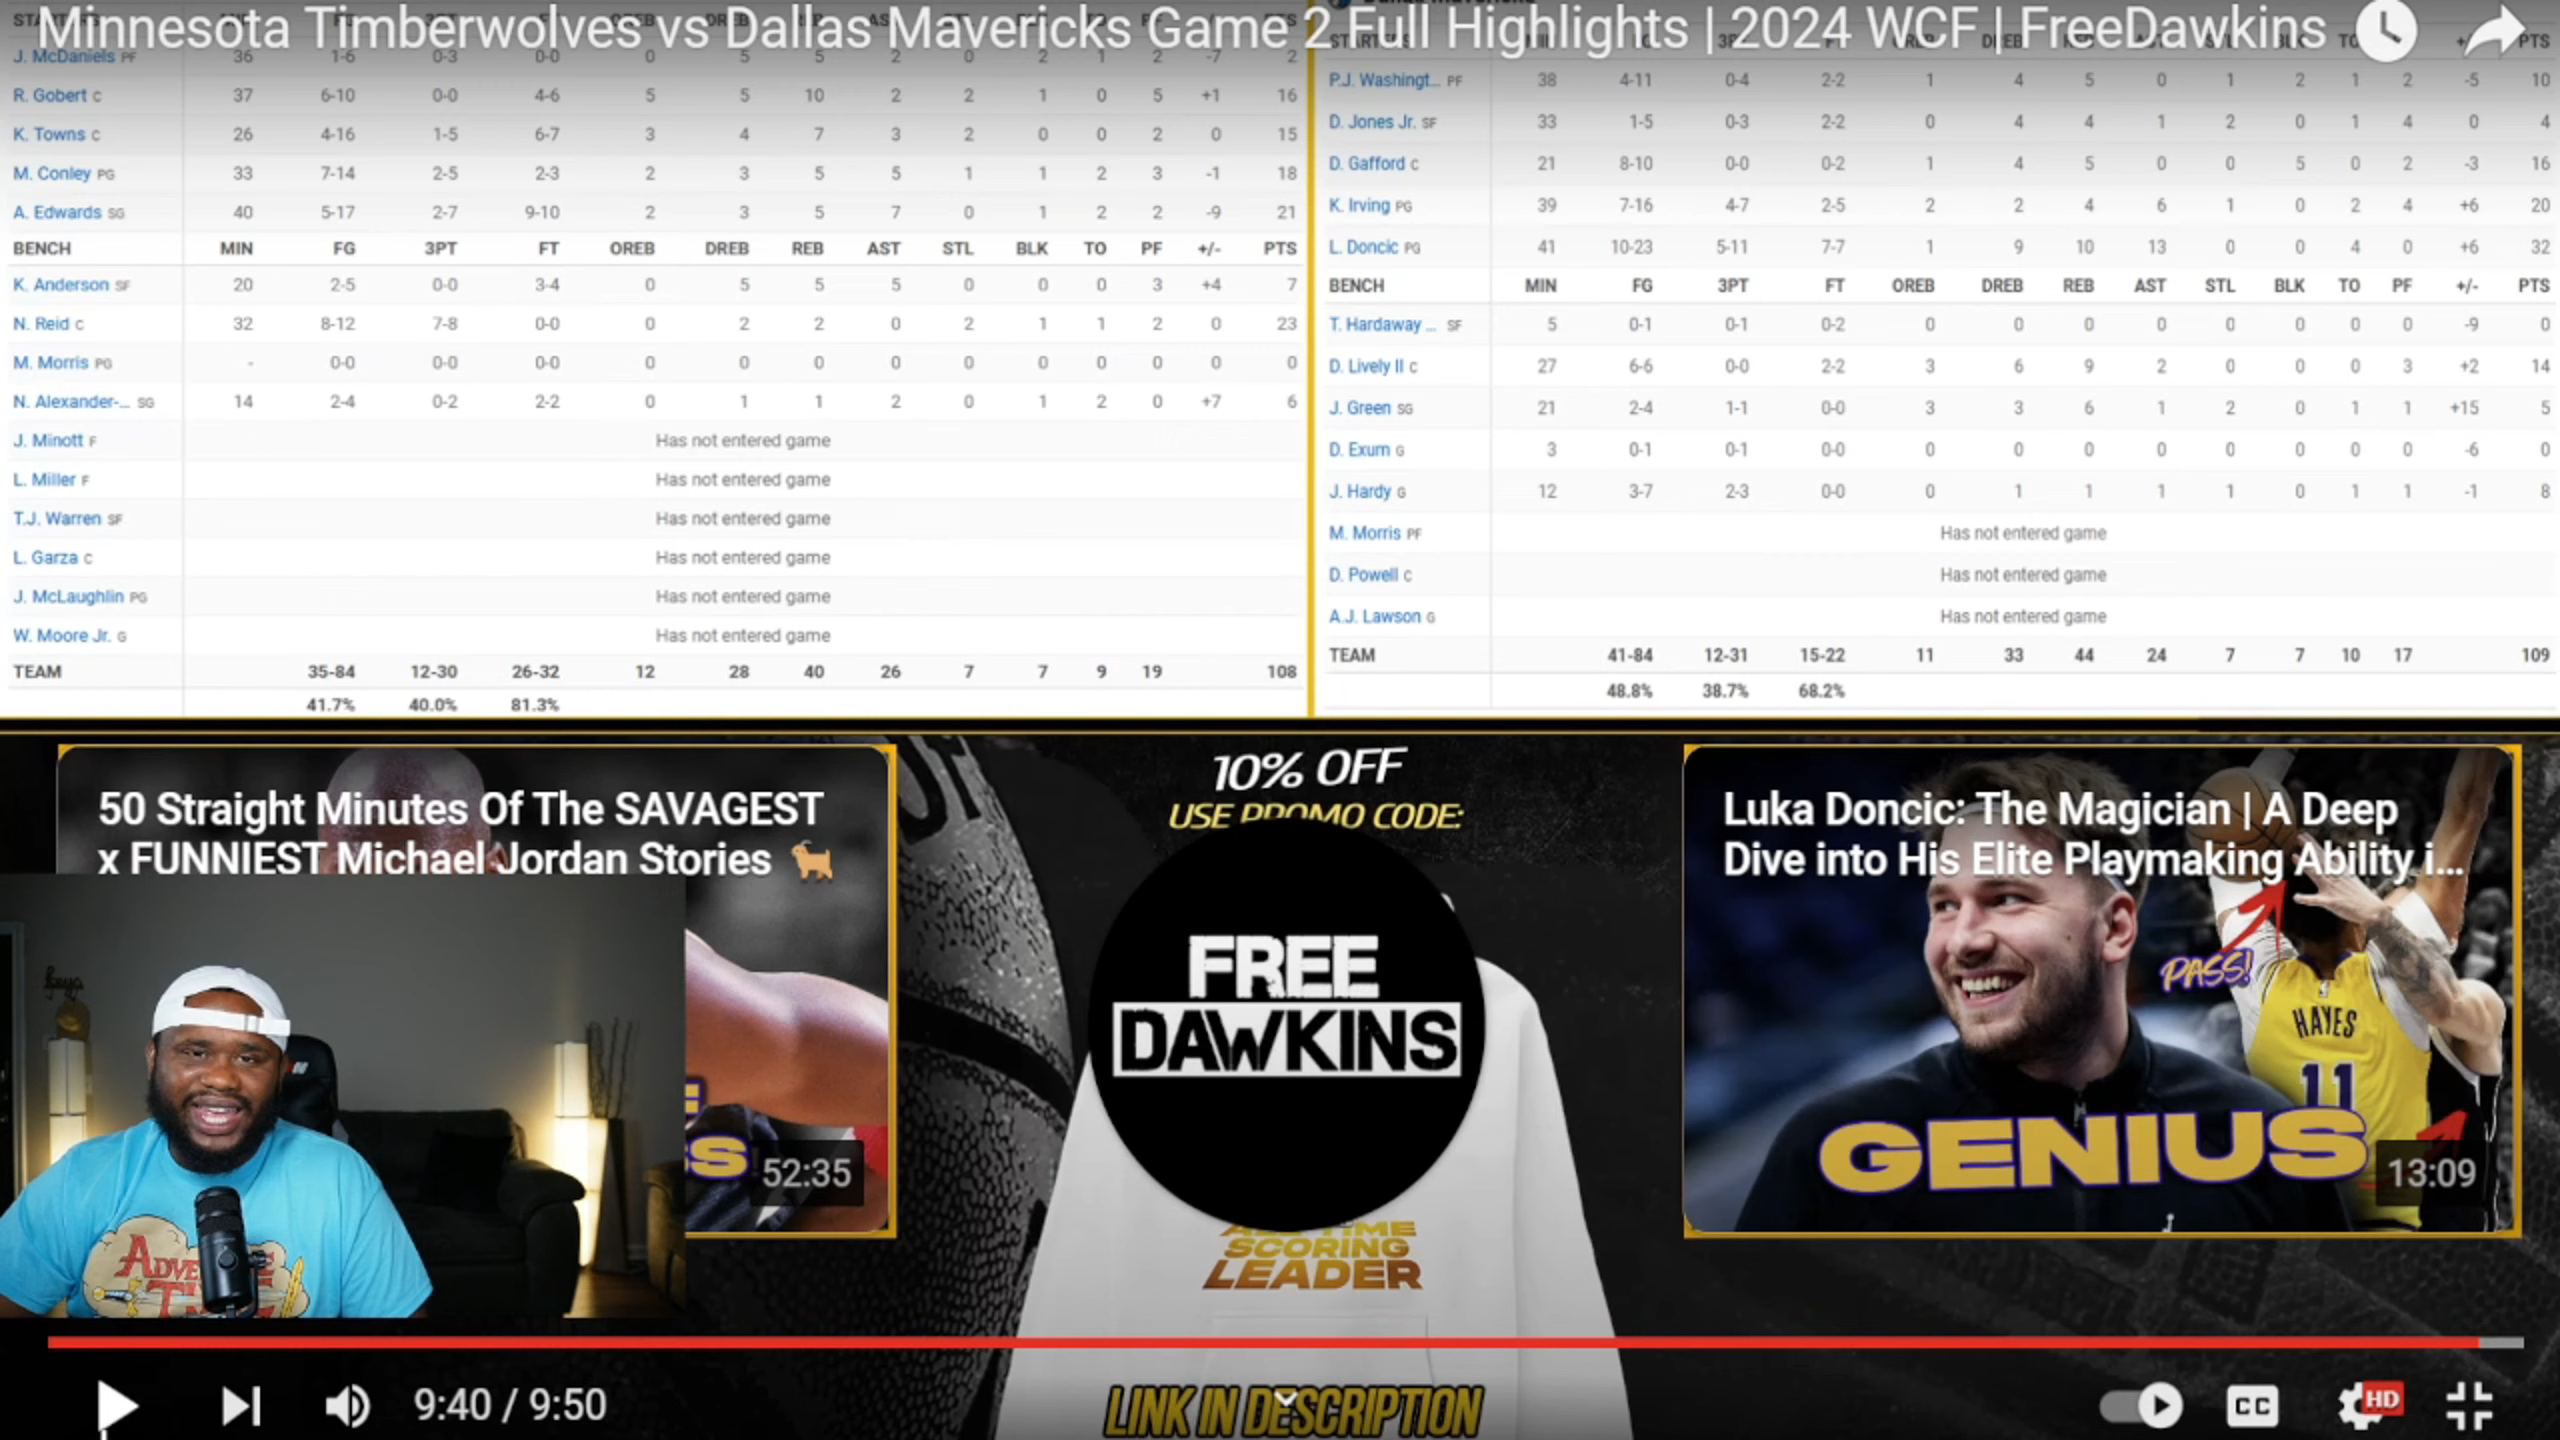 Minnesota Timberwolves vs Dallas Mavericks Game 2 Full Highlights | 2024 WCF | FreeDawkins
J. McDaniels PF 36 1-6 0-3 0-0 0 5 5 2 0 2 1 2 -7 2
R. Gobert C 37 6-10 0-0 4-6 5 5 10 2 2 1 0 5 +1 16
K. Towns C 26 4-16 1-5 6-7 3 4 7 3 2 0 0 2 0 15
M. Conley PG 33 7-14 2-5 2-3 2 3 5 5 1 1 2 3 -1 18
A. Edwards SG 40 5-17 2-7 9-10 2 3 5 7 0 1 2 2 -9 21
BENCH MIN FG 3PT FT OREB DREB REB AST STL BLK TO PF +/- PTS
K. Anderson SF 20 2-5 0-0 3-4 0 5 5 5 0 0 0 3 +4 7
N. Reid C 32 8-12 7-8 0-0 0 2 2 0 2 1 1 2 0 23
M. Morris PG - 0-0 0-0 0-0 0 0 0 0 0 0 0 0 0 0
N. Alexander-... SG 14 2-4 0-2 2-2 0 1 1 2 0 1 2 0 +7 6
J. Minott F Has not entered game
L. Miller F Has not entered game
T.J. Warren SF Has not entered game
L. Garza C Has not entered game
J. McLaughlin PG Has not entered game
W. Moore Jr. G Has not entered game
TEAM 35-84 12-30 26-32 12 28 40 26 7 7 9 19 108
41.7% 40.0% 81.3%
PTS
P.J. Washingt... PF 38 4-11 0-4 2-2 1 4 5 0 1 2 1 2 -5 10
D. Jones Jr. SF 33 1-5 0-3 2-2 0 4 4 1 2 0 1 4 0 4
D. Gafford C 21 8-10 0-0 0-2 1 4 5 0 0 5 0 2 -3 16
K. Irving PG 39 7-16 4-7 2-5 2 2 4 6 1 0 2 4 +6 20
L. Doncic PG 41 10-23 5-11 7-7 1 9 10 13 0 0 4 0 +6 32
BENCH MIN FG 3PT FT OREB DREB REB AST STL BLK TO PF +/- PTS
T. Hardaway ... SF 5 0-1 0-1 0-2 0 0 0 0 0 0 0 0 -9 0
D. Lively II C 27 6-6 0-0 2-2 3 6 9 2 0 0 0 3 +2 14
J. Green SG 21 2-4 1-1 0-0 3 3 6 1 2 0 1 1 +15 5
D. Exum G 3 0-1 0-1 0-0 0 0 0 0 0 0 0 0 -6 0
J. Hardy G 12 3-7 2-3 0-0 0 1 1 1 1 0 1 1 -1 8
M. Morris PF Has not entered game
D. Powell C Has not entered game
A.J. Lawson G Has not entered game
TEAM 41-84 12-31 15-22 11 33 44 24 7 7 10 17 109
48.8% 38.7% 68.2%
50 Straight Minutes Of The SAVAGEST
x FUNNIEST Michael Jordan Stories
52:35
10% OFF
USE PROMO CODE:
FREE
DAWKINS
SCORING
LEADER
LINK IN DESCRIPTION
Luka Doncic: The Magician | A Deep
Dive into His Elite Playmaking Ability i...
PASS!
HAYES
11
GENIUS
13:09
9:40 / 9:50
CC
HD